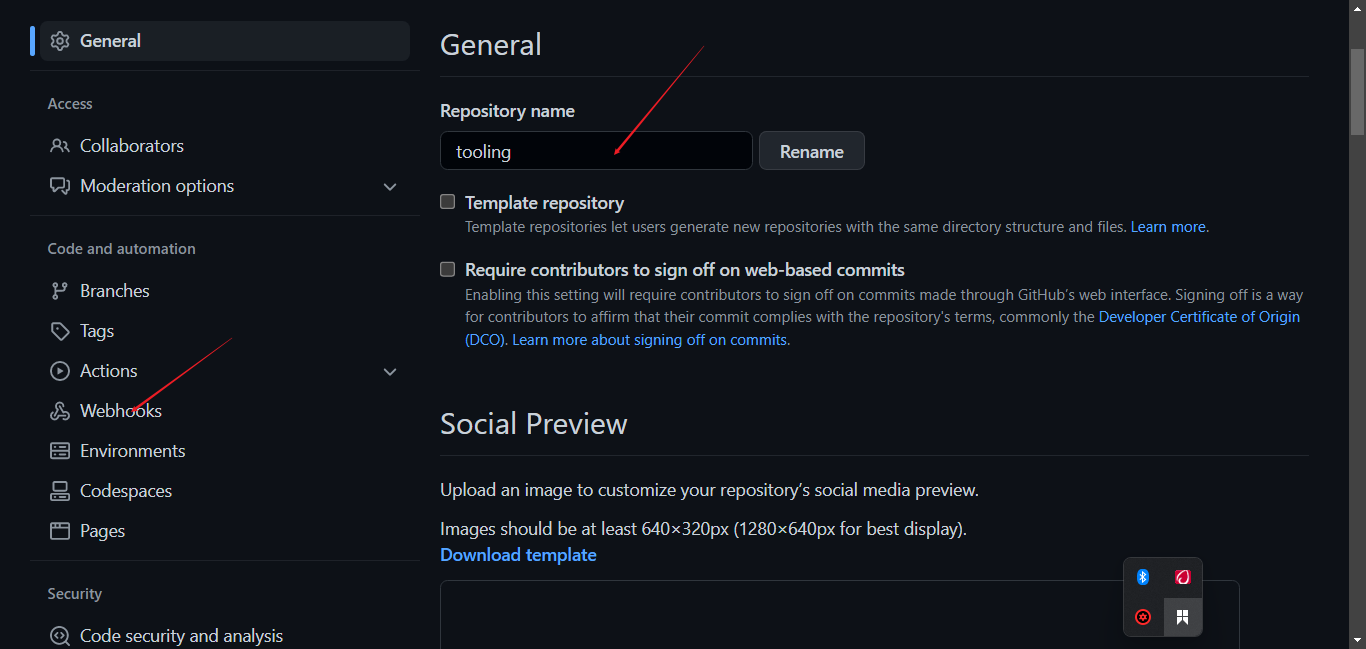 General
Access
Collaborators
Moderation options
Code and automation
Branches
Tags
Actions
Webhooks
Environments
Codespaces
Pages
Security
Code security and analysis
General
Repository name
tooling
Rename
Template repository
Template repositories let users generate new repositories with the same directory structure and files. Learn more.
Require contributors to sign off on web-based commits
Enabling this setting will require contributors to sign off on commits made through GitHub's web interface. Signing off is a way
for contributors to affirm that their commit complies with the repository's terms, commonly the Developer Certificate of Origin
(DCO). Learn more about signing off on commits.
Social Preview
Upload an image to customize your repository's social media preview.
Images should be at least 640×320px (1280×640px for best display).
Download template